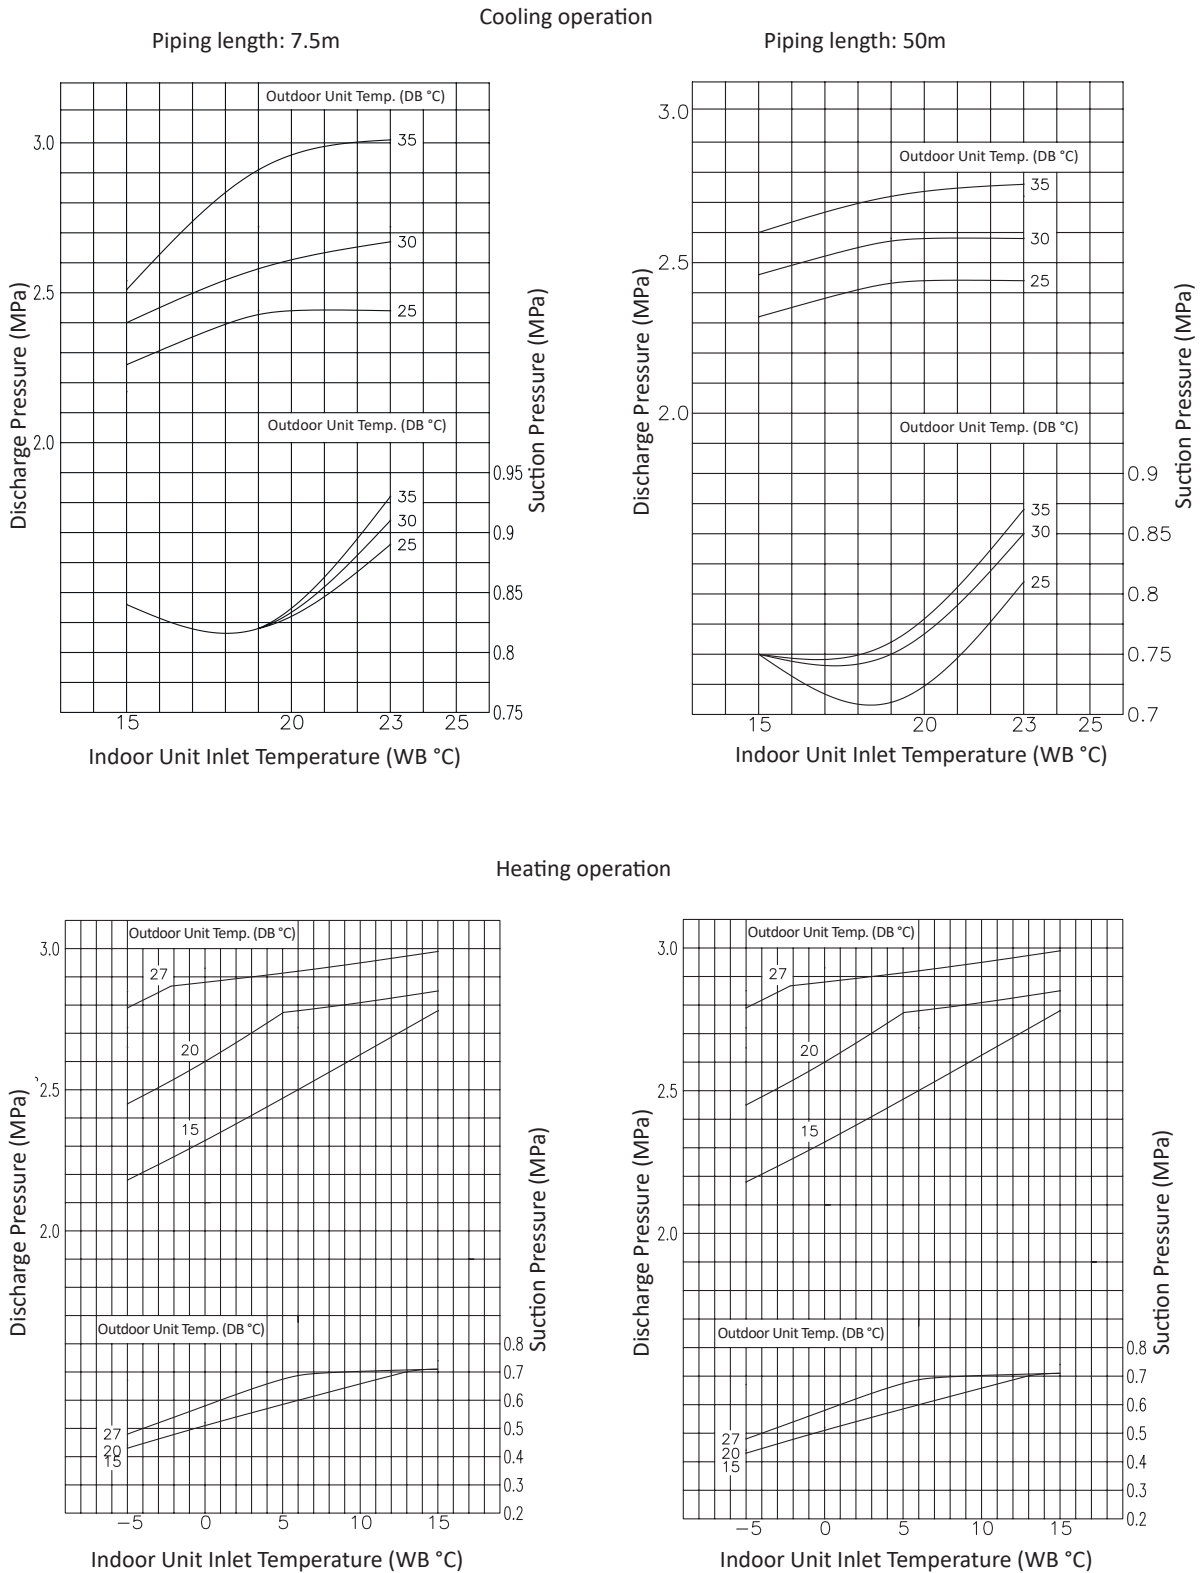 Cooling operation
Piping length: 7.5m
Piping length: 50m
Outdoor Unit Temp. (DB °C)
3.0
35
30
2.5
25
Outdoor Unit Temp. (DB °C)
2.0
0.95
35
30
0.9
25
0.85
0.8
0.75
15 20 23 25
Discharge Pressure (MPa)
Suction Pressure (MPa)
Indoor Unit Inlet Temperature (WB °C)
3.0
Outdoor Unit Temp. (DB °C)
35
30
2.5
25
2.0
Outdoor Unit Temp. (DB °C)
0.9
35
30
0.85
25
0.8
0.75
0.7
15 20 23 25
Discharge Pressure (MPa)
Suction Pressure (MPa)
Indoor Unit Inlet Temperature (WB °C)
Heating operation
Outdoor Unit Temp. (DB °C)
3.0
27
20
2.5
15
2.0
Outdoor Unit Temp. (DB °C)
0.8
0.7
0.6
0.5
27
20
15
0.4
0.3
0.2
−5 0 5 10 15
Discharge Pressure (MPa)
Suction Pressure (MPa)
Indoor Unit Inlet Temperature (WB °C)
Outdoor Unit Temp. (DB °C)
3.0
27
20
2.5
15
2.0
Outdoor Unit Temp. (DB °C)
0.8
0.7
0.6
0.5
27
20
15
0.4
0.3
0.2
−5 0 5 10 15
Discharge Pressure (MPa)
Suction Pressure (MPa)
Indoor Unit Inlet Temperature (WB °C)